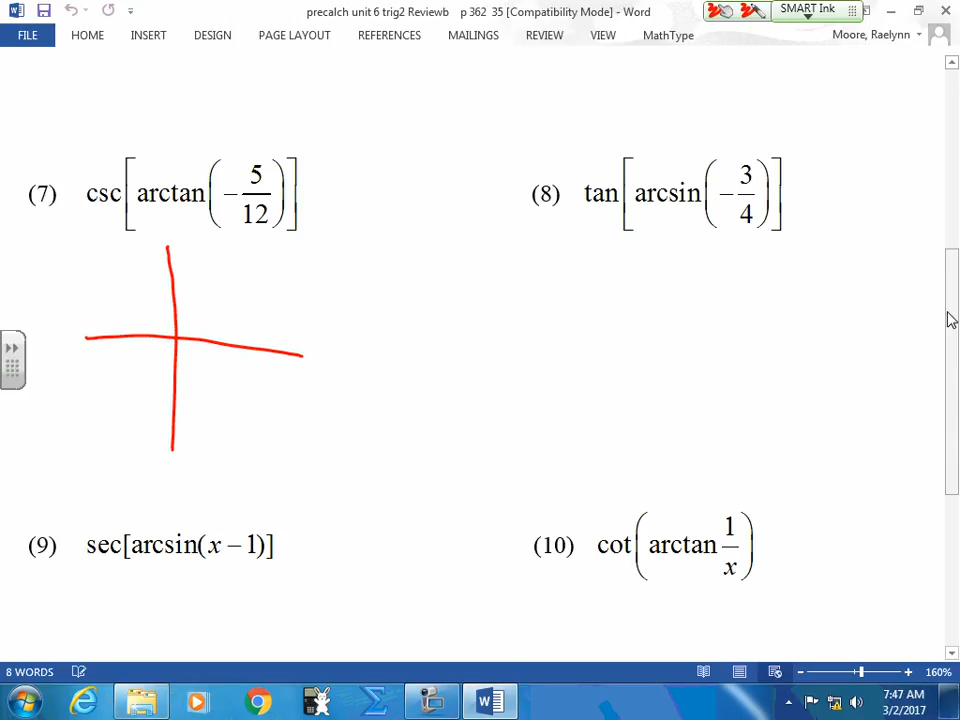 precalch unit 6 trig2 Reviewb p 362 35 [Compatibility Mode] - Word
SMART Ink
FILE HOME INSERT DESIGN PAGE LAYOUT REFERENCES MAILINGS REVIEW VIEW MathType Moore, Raelynn
(7) csc[arctan(-5/12)] (8) tan[arcsin(-3/4)]
(9) sec[arcsin(x - 1)] (10) cot(arctan 1/x)
8 WORDS 160%
7:47 AM
3/2/2017